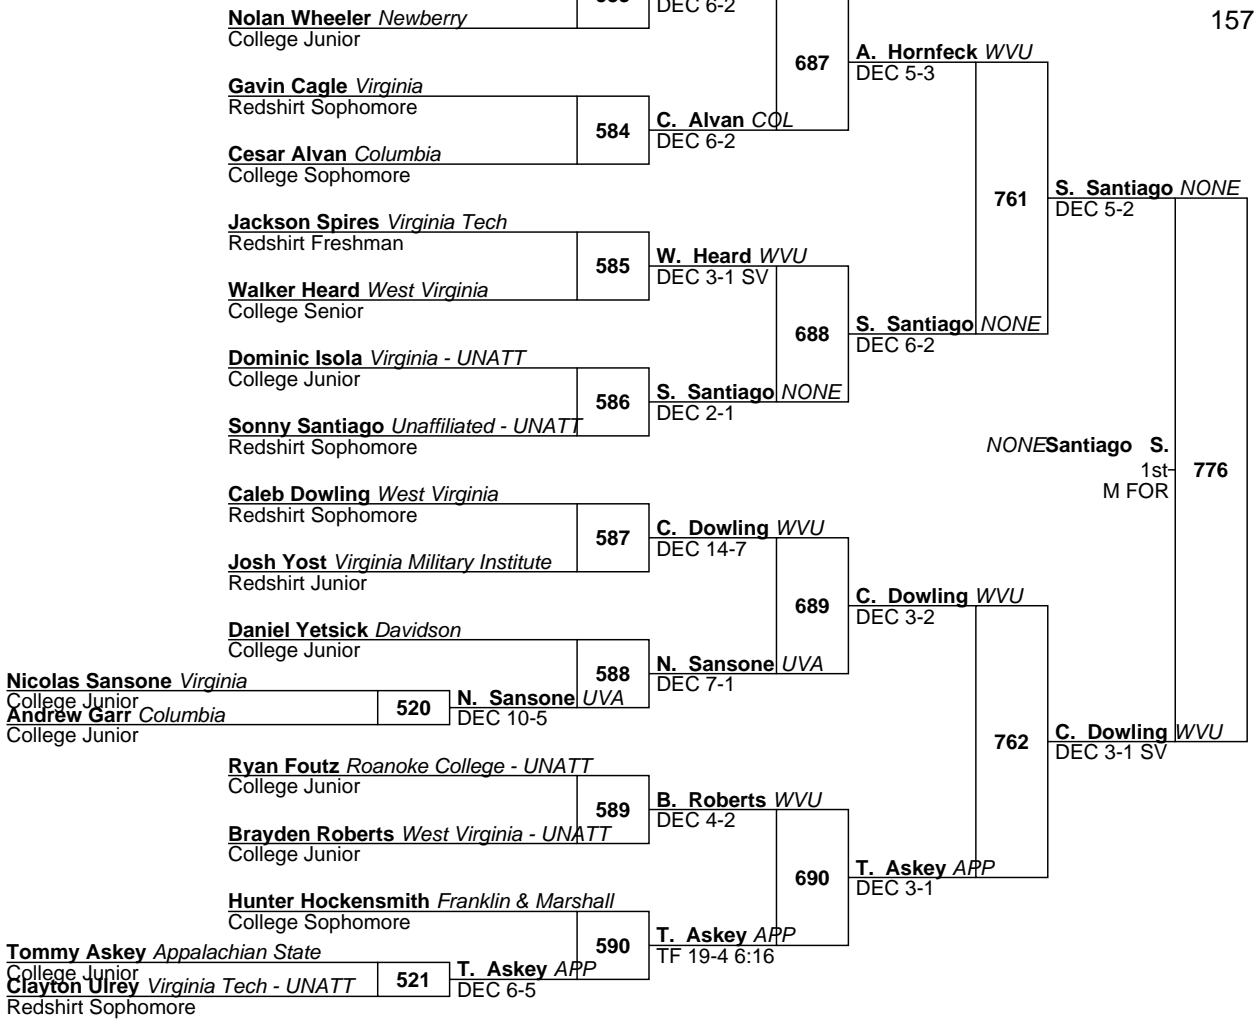 DEC 6-2
157
Nolan Wheeler Newberry
College Junior
687
A. Hornfeck WVU
DEC 5-3
Gavin Cagle Virginia
Redshirt Sophomore
584
C. Alvan COL
DEC 6-2
Cesar Alvan Columbia
College Sophomore
761
S. Santiago NONE
DEC 5-2
Jackson Spires Virginia Tech
Redshirt Freshman
585
W. Heard WVU
DEC 3-1 SV
Walker Heard West Virginia
College Senior
688
S. Santiago NONE
DEC 6-2
Dominic Isola Virginia - UNATT
College Junior
586
S. Santiago NONE
DEC 2-1
Sonny Santiago Unaffiliated - UNATT
Redshirt Sophomore
NONE Santiago S.
1st
M FOR
776
Caleb Dowling West Virginia
Redshirt Sophomore
587
C. Dowling WVU
DEC 14-7
Josh Yost Virginia Military Institute
Redshirt Junior
689
C. Dowling WVU
DEC 3-2
Daniel Yetsick Davidson
College Junior
588
N. Sansone UVA
DEC 7-1
Nicolas Sansone Virginia
College Junior
520
N. Sansone UVA
DEC 10-5
Andrew Garr Columbia
College Junior
762
C. Dowling WVU
DEC 3-1 SV
Ryan Foutz Roanoke College - UNATT
College Junior
589
B. Roberts WVU
DEC 4-2
Brayden Roberts West Virginia - UNATT
College Junior
690
T. Askey APP
DEC 3-1
Hunter Hockensmith Franklin & Marshall
College Sophomore
590
T. Askey APP
TF 19-4 6:16
Tommy Askey Appalachian State
College Junior
521
T. Askey APP
DEC 6-5
Clayton Ulrey Virginia Tech - UNATT
Redshirt Sophomore